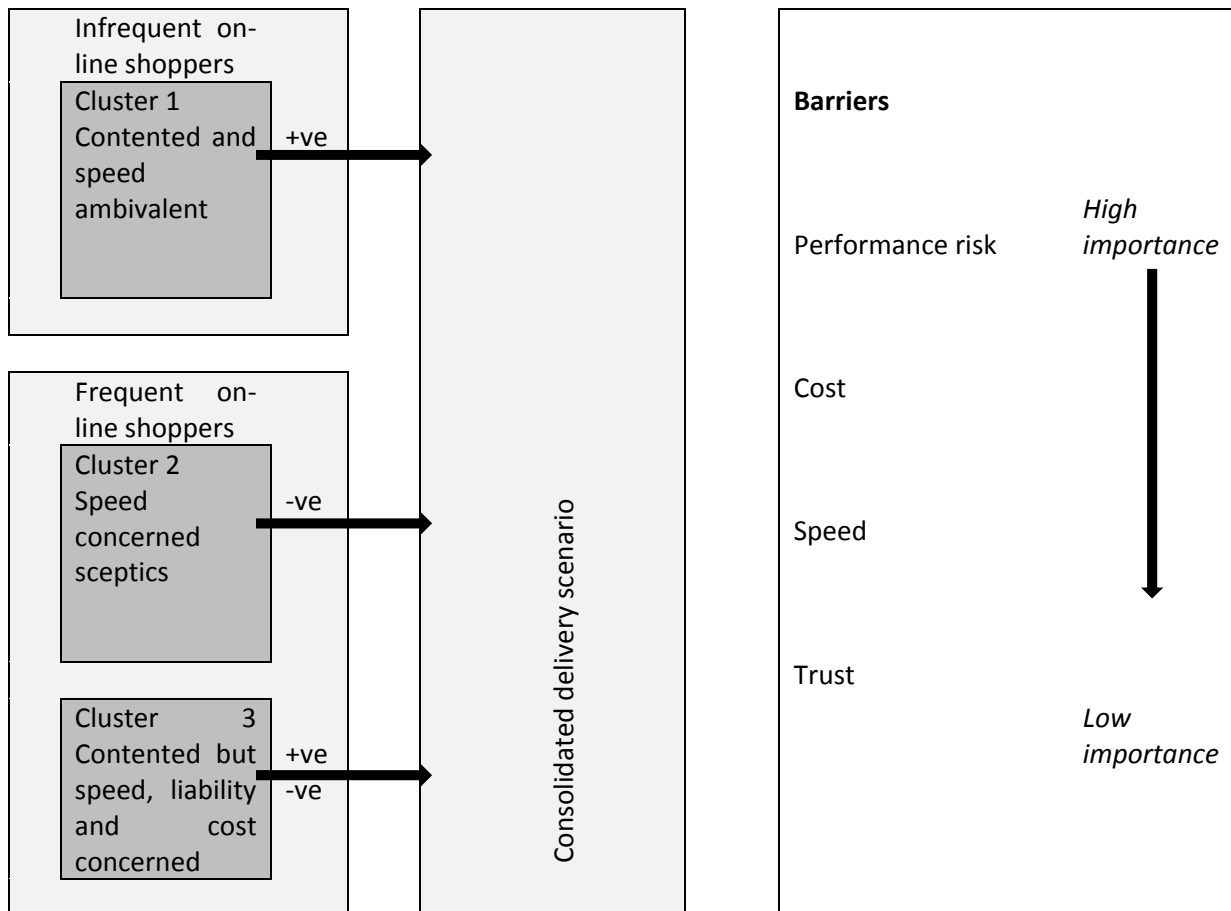 Infrequent on-
line shoppers
Cluster 1
Contented and
speed
ambivalent
+ve
Frequent on-
line shoppers
Cluster 2
Speed
concerned
sceptics
-ve
Cluster 3
Contented but
speed, liability
and cost
concerned
+ve
-ve
Consolidated delivery scenario
Barriers
Performance risk
Cost
Speed
Trust
High
importance
Low
importance